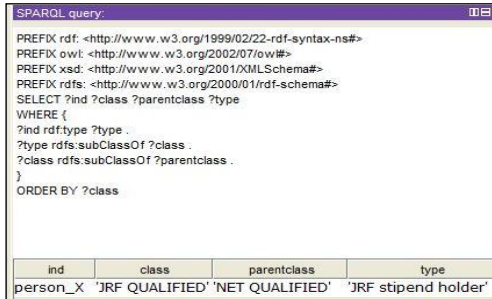 SPARQL query:
PREFIX rdf: <http://www.w3.org/1999/02/22-rdf-syntax-ns#>
PREFIX owl: <http://www.w3.org/2002/07/owl#>
PREFIX xsd: <http://www.w3.org/2001/XMLSchema#>
PREFIX rdfs: <http://www.w3.org/2000/01/rdf-schema#>
SELECT ?ind ?class ?parentclass ?type
WHERE {
?ind rdf:type ?type .
?type rdfs:subClassOf ?class .
?class rdfs:subClassOf ?parentclass .
}
ORDER BY ?class
ind class parentclass type
person_X 'JRF QUALIFIED' 'NET QUALIFIED' 'JRF stipend holder'